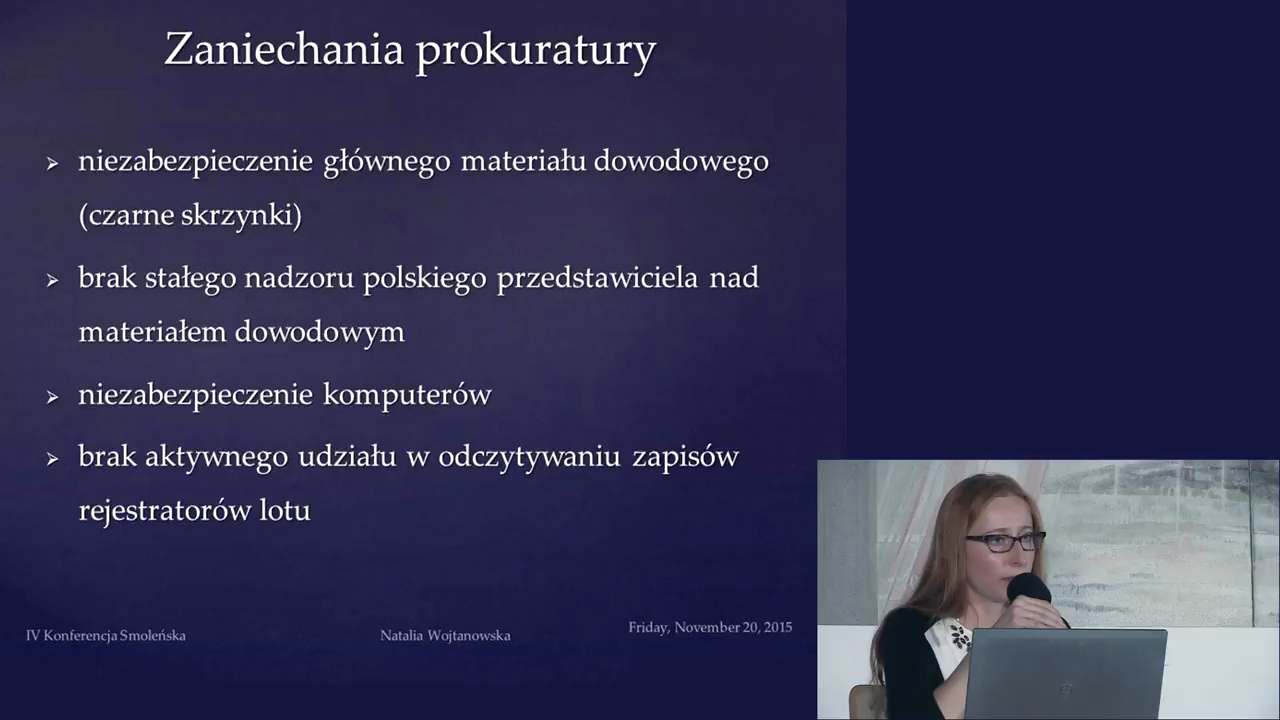 Zaniechania prokuratury
niezabezpieczenie głównego materiału dowodowego
(czarne skrzynki)
brak stałego nadzoru polskiego przedstawiciela nad
materiałem dowodowym
niezabezpieczenie komputerów
brak aktywnego udziału w odczytywaniu zapisów
rejestratorów lotu
IV Konferencja Smoleńska
Natalia Wojtanowska
Friday, November 20, 2015